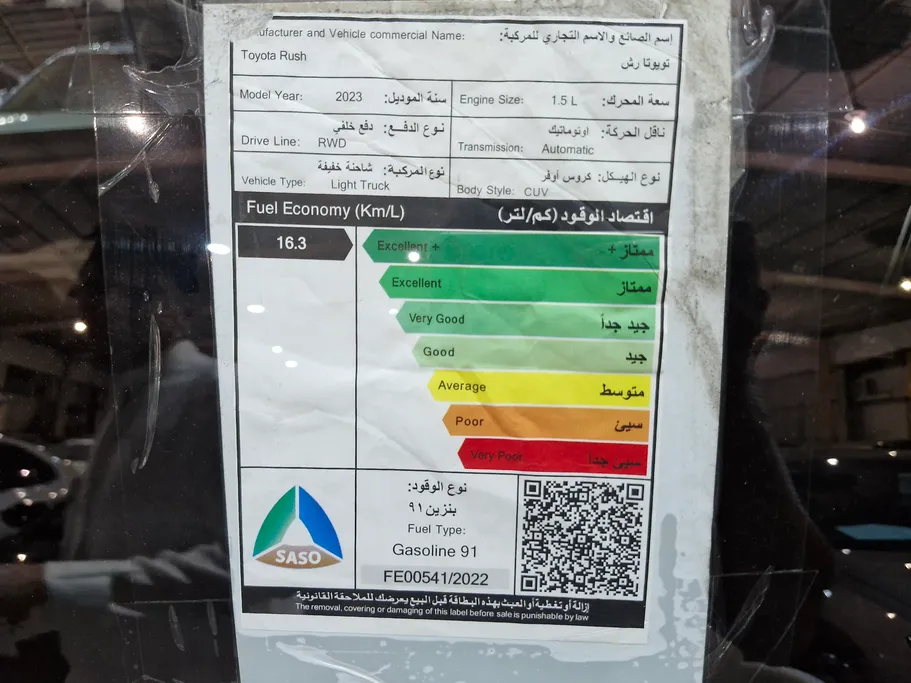 ufacturer and Vehicle commercial Name: إسم الصانع والاسم التجاري للمركبة:
Toyota Rush تويوتا رش
Model Year: 2023 سنة الموديل:
Engine Size: 1.5 L سعة المحرك:
نوع الدفـع: دفع خلفي
Drive Line: RWD
ناقل الحركة: اوتوماتيك
Transmission: Automatic
نوع المركبة: شاحنة خفيفة
Vehicle Type: Light Truck
نوع الهيـكل: كروس أوفر
Body Style: CUV
Fuel Economy (Km/L) إقتصاد الوقود (كم/لتر)
16.3
Excellent + ممتاز +
Excellent ممتاز
Very Good جيد جداً
Good جيد
Average متوسط
Poor سيئ
Very Poor سيئ جداً
SASO
نوع الوقود:
بنزين ٩١
Fuel Type:
Gasoline 91
FE00541/2022
إزالة أو تغطية أو العبث بهذه البطاقة قبل البيع يعرضك للملاحقة القانونية
The removal, covering or damaging of this label before sale is punishable by law